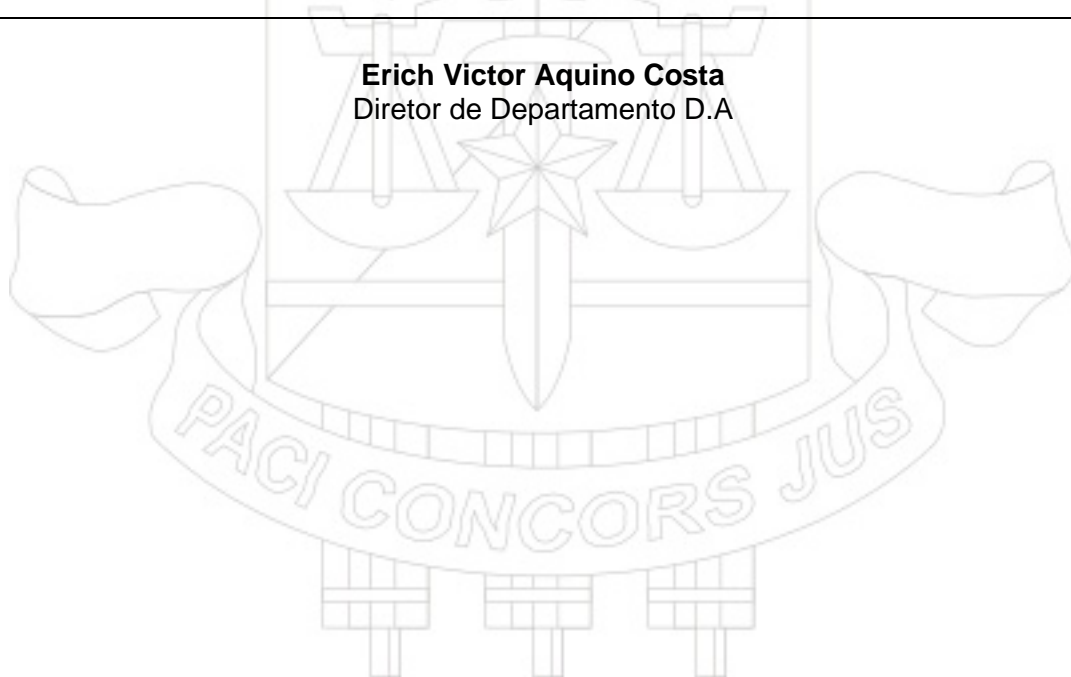 Erich Victor Aquino Costa
Diretor de Departamento D.A
PACI CONCORS JUS